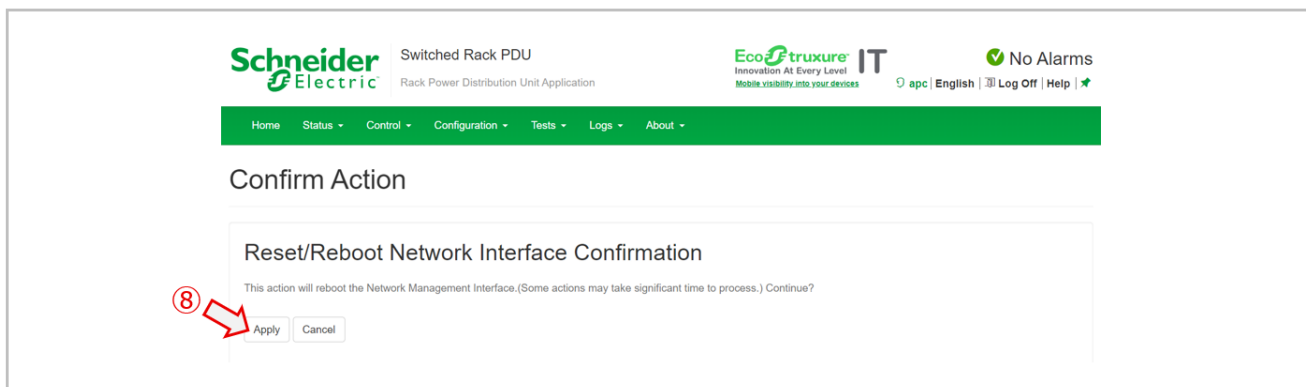 Schneider Electric
Switched Rack PDU
Rack Power Distribution Unit Application
EcoStruxure IT
Innovation At Every Level
Mobile visibility into your devices
No Alarms
apc | English | Log Off | Help |
Home Status Control Configuration Tests Logs About
Confirm Action
Reset/Reboot Network Interface Confirmation
This action will reboot the Network Management Interface.(Some actions may take significant time to process.) Continue?
⑧
Apply Cancel